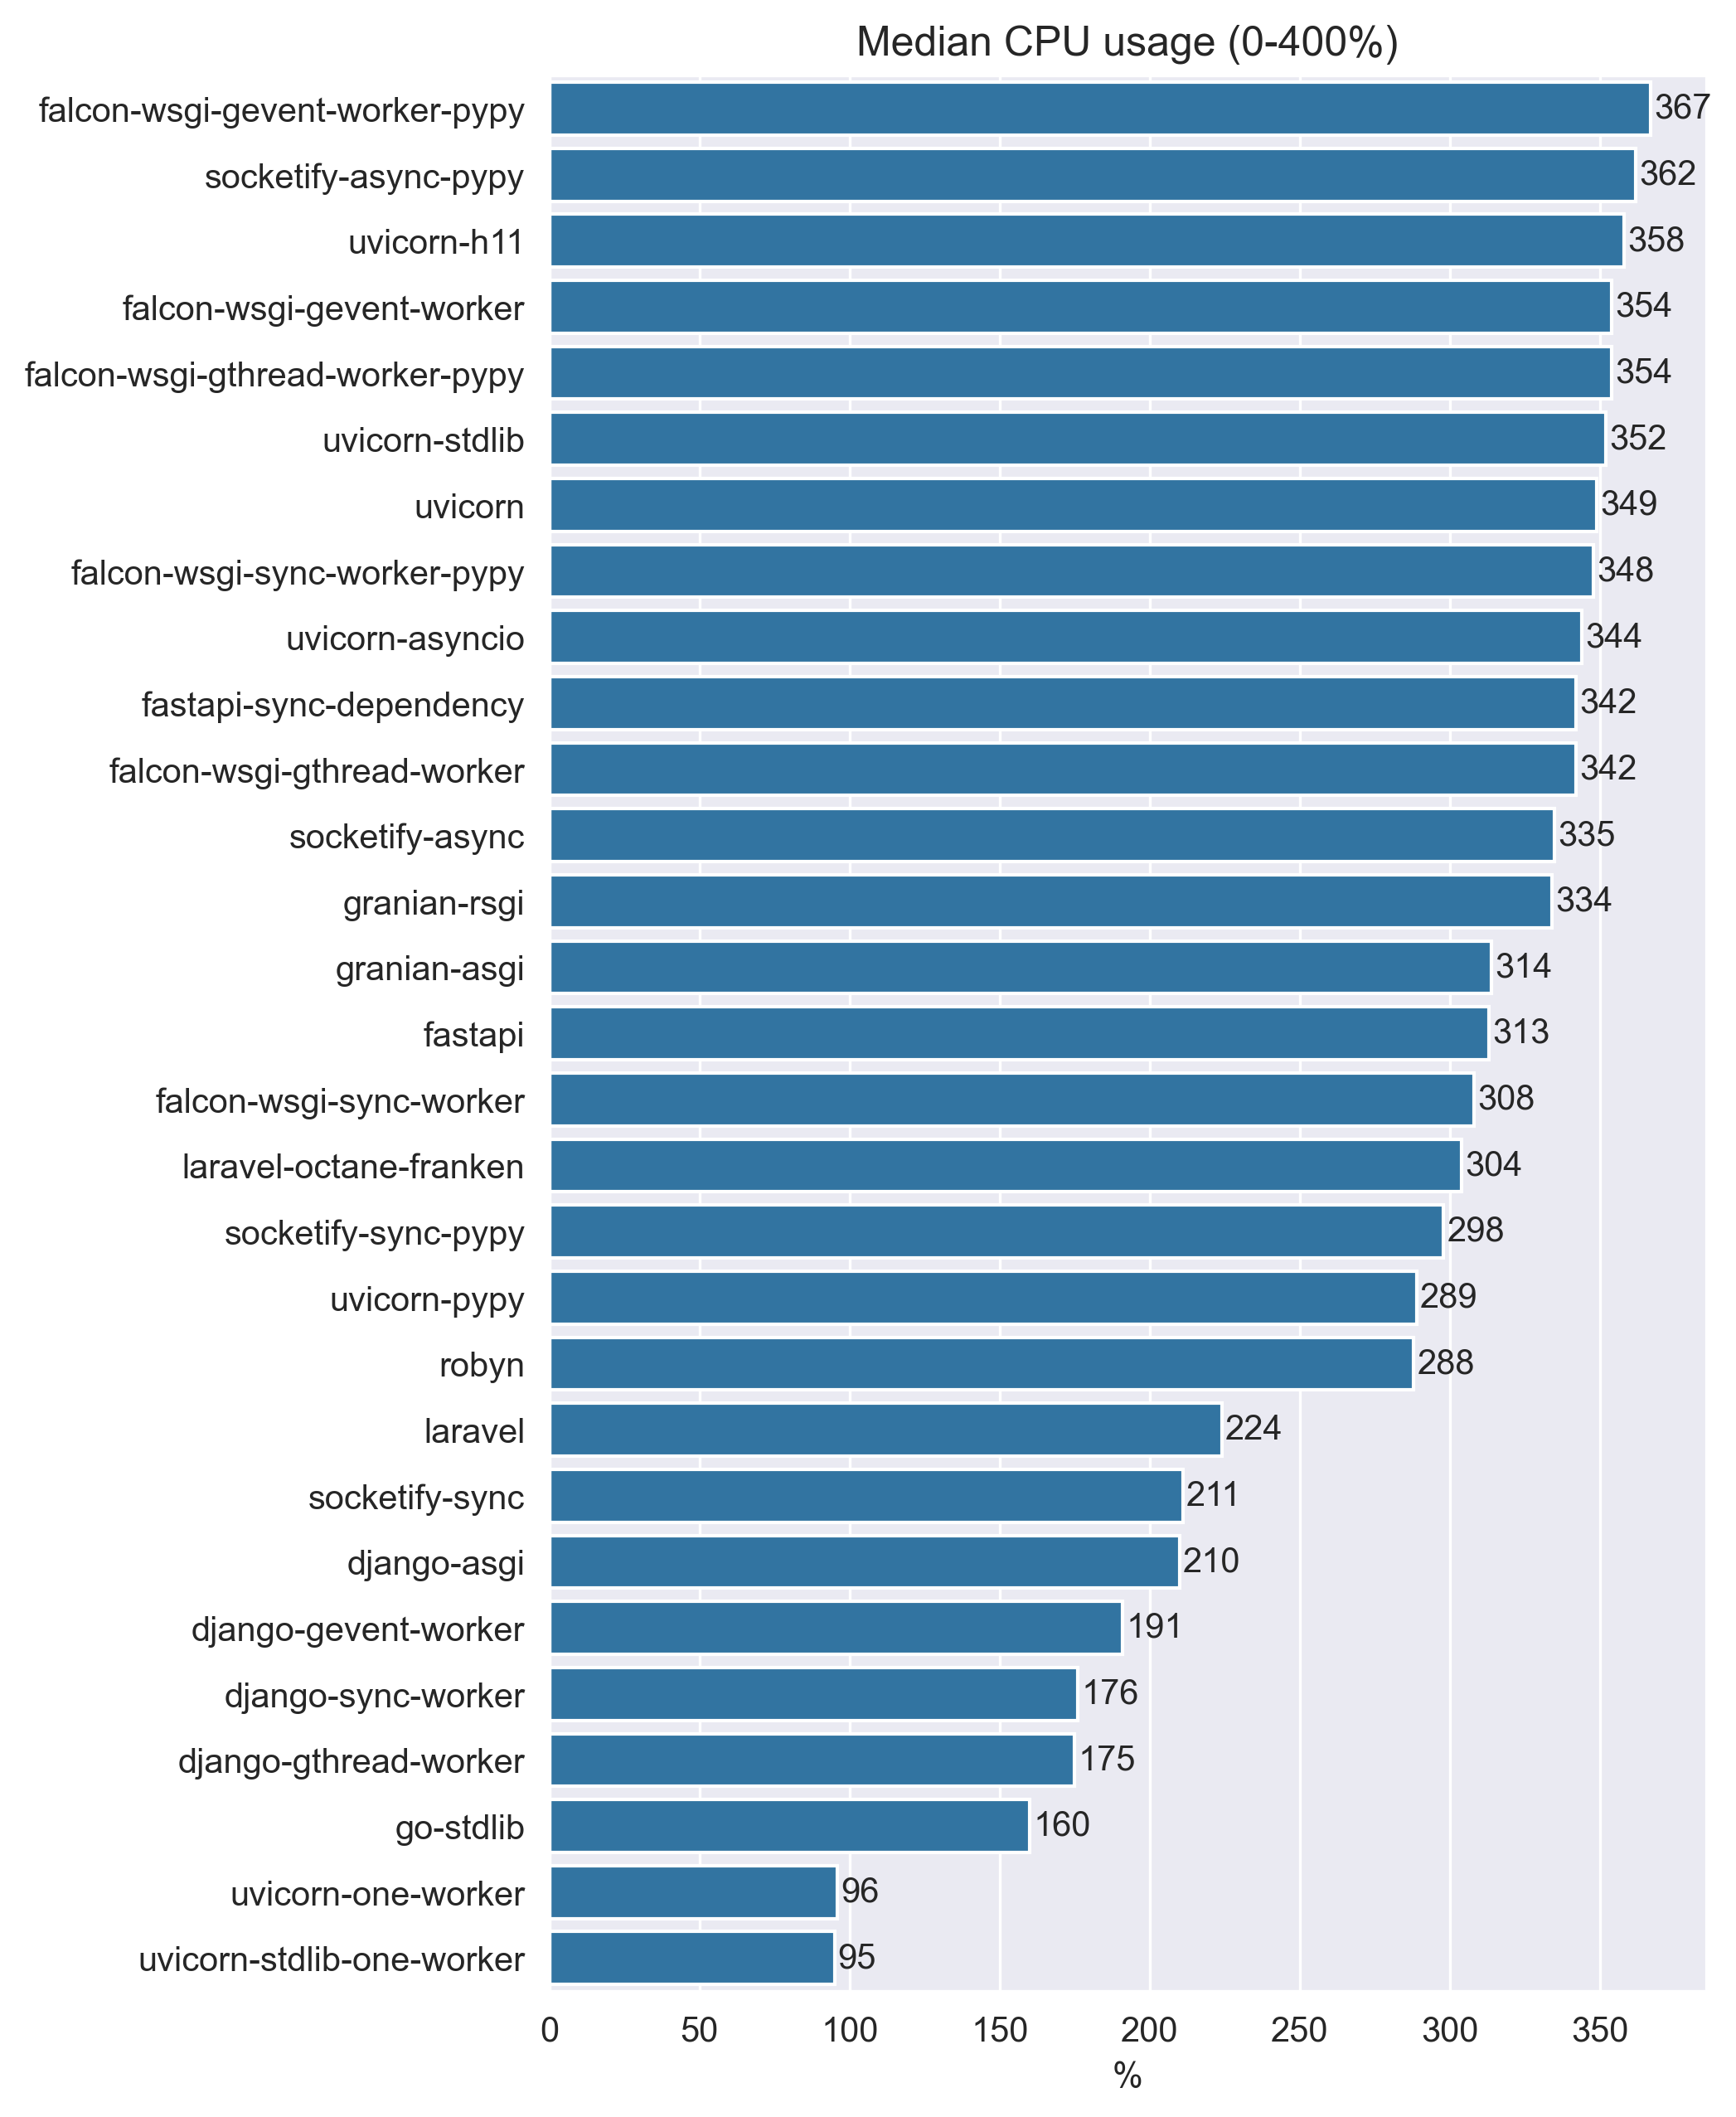 Median CPU usage (0-400%)
falcon-wsgi-gevent-worker-pypy 367
socketify-async-pypy 362
uvicorn-h11 358
falcon-wsgi-gevent-worker 354
falcon-wsgi-gthread-worker-pypy 354
uvicorn-stdlib 352
uvicorn 349
falcon-wsgi-sync-worker-pypy 348
uvicorn-asyncio 344
fastapi-sync-dependency 342
falcon-wsgi-gthread-worker 342
socketify-async 335
granian-rsgi 334
granian-asgi 314
fastapi 313
falcon-wsgi-sync-worker 308
laravel-octane-franken 304
socketify-sync-pypy 298
uvicorn-pypy 289
robyn 288
laravel 224
socketify-sync 211
django-asgi 210
django-gevent-worker 191
django-sync-worker 176
django-gthread-worker 175
go-stdlib 160
uvicorn-one-worker 96
uvicorn-stdlib-one-worker 95
0 50 100 150 200 250 300 350
%